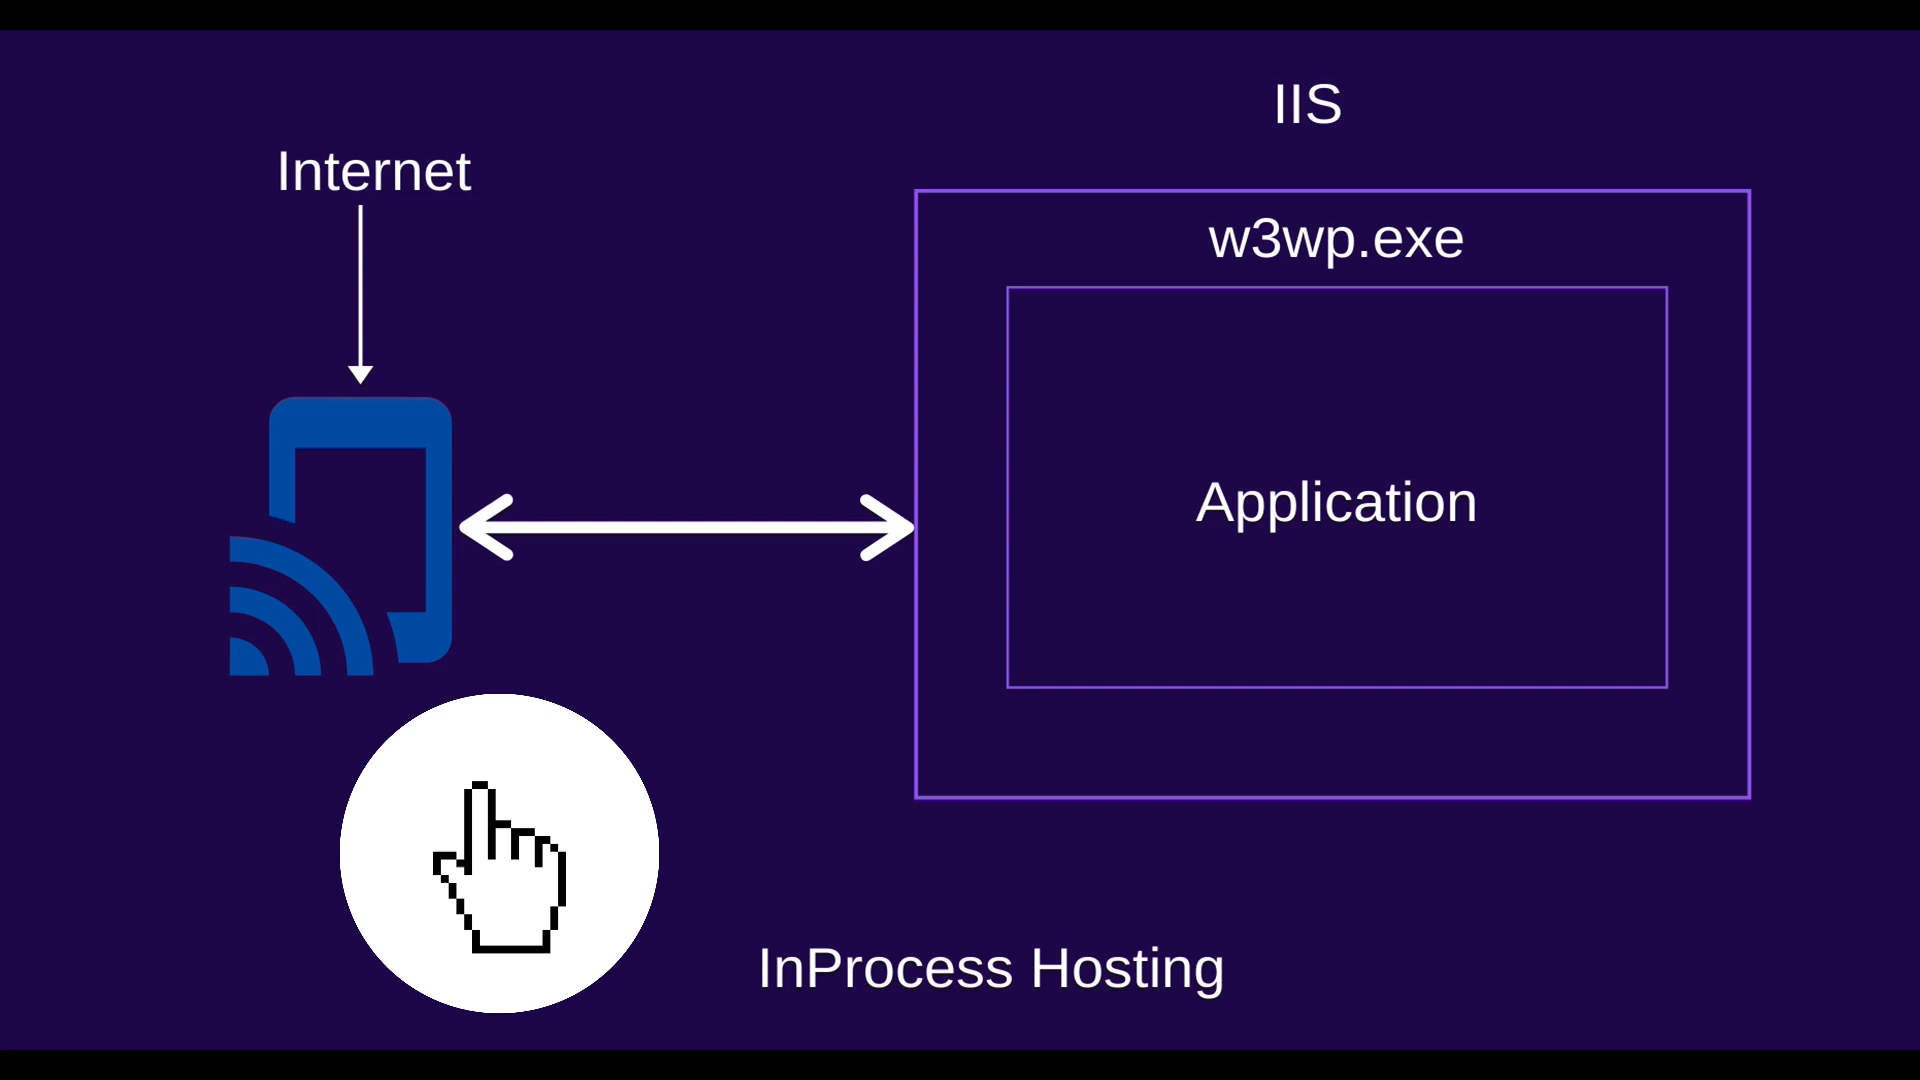 IIS
Internet
w3wp.exe
Application
InProcess Hosting